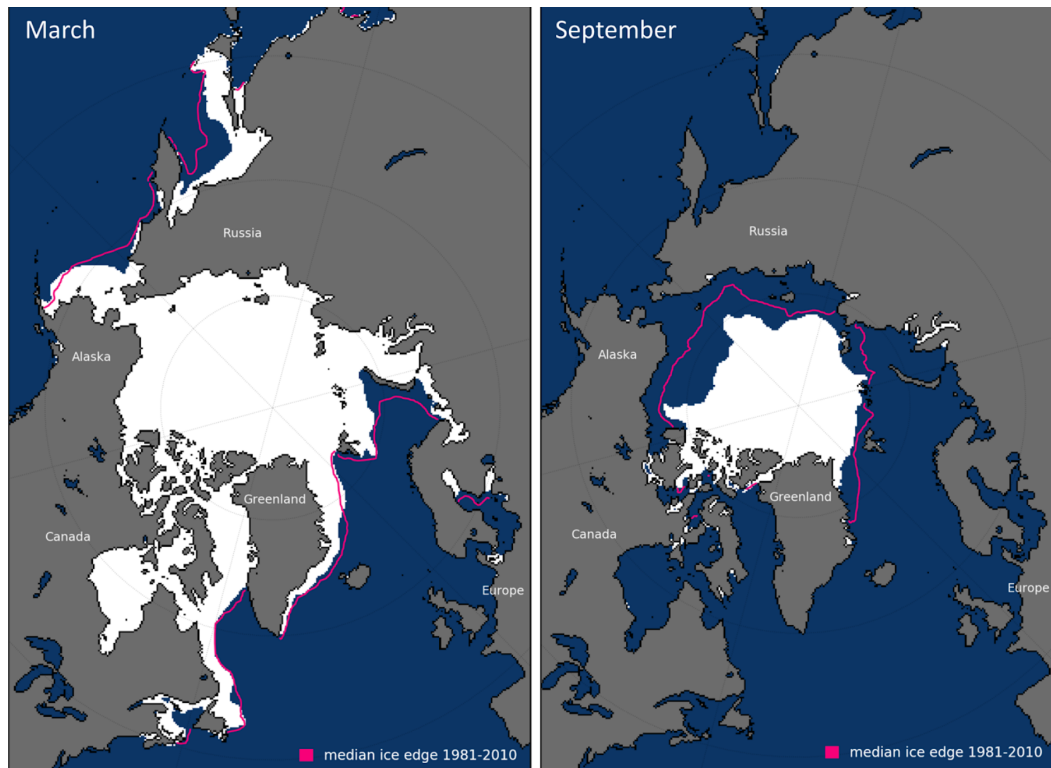 March
Russia
Alaska
Greenland
Canada
Europe
median ice edge 1981-2010
September
Russia
Alaska
Greenland
Canada
Europe
median ice edge 1981-2010